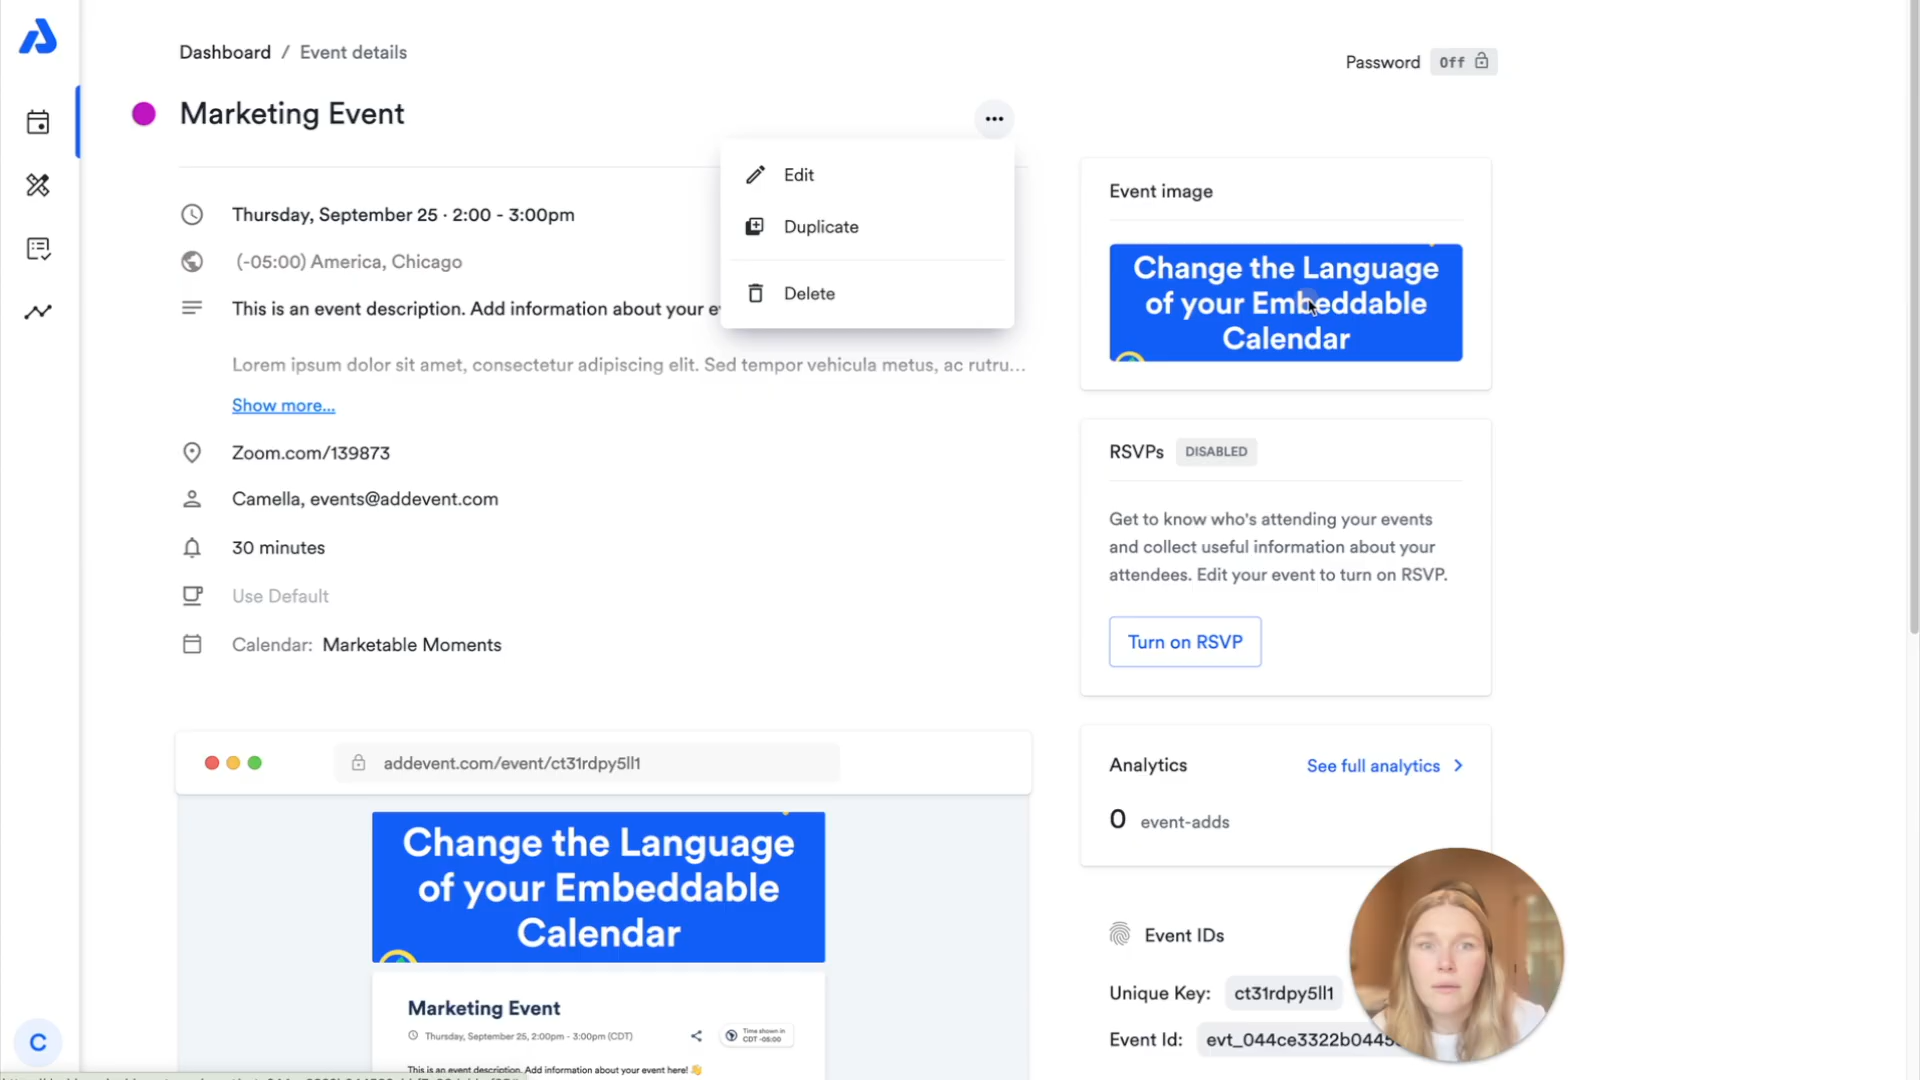 Dashboard / Event details
Password Off
Marketing Event
Edit
Duplicate
Delete
Thursday, September 25 · 2:00 - 3:00pm
(-05:00) America, Chicago
This is an event description. Add information about your
Lorem ipsum dolor sit amet, consectetur adipiscing elit. Sed tempor vehicula metus, ac rutru...
Show more...
Zoom.com/139873
Camella, events@addevent.com
30 minutes
Use Default
Calendar: Marketable Moments
Event image
Change the Language
of your Embeddable
Calendar
RSVPs DISABLED
Get to know who's attending your events
and collect useful information about your
attendees. Edit your event to turn on RSVP.
Turn on RSVP
Analytics See full analytics
0 event-adds
Event IDs
Unique Key: ct31rdpy5ll1
Event Id: evt_044ce3322b0445
addevent.com/event/ct31rdpy5ll1
Change the Language
of your Embeddable
Calendar
Marketing Event
Thursday, September 25, 2:00pm - 3:00pm (CDT)
Time shown in
CDT -05:00
This is an event description. Add information about your event here! 👋
C